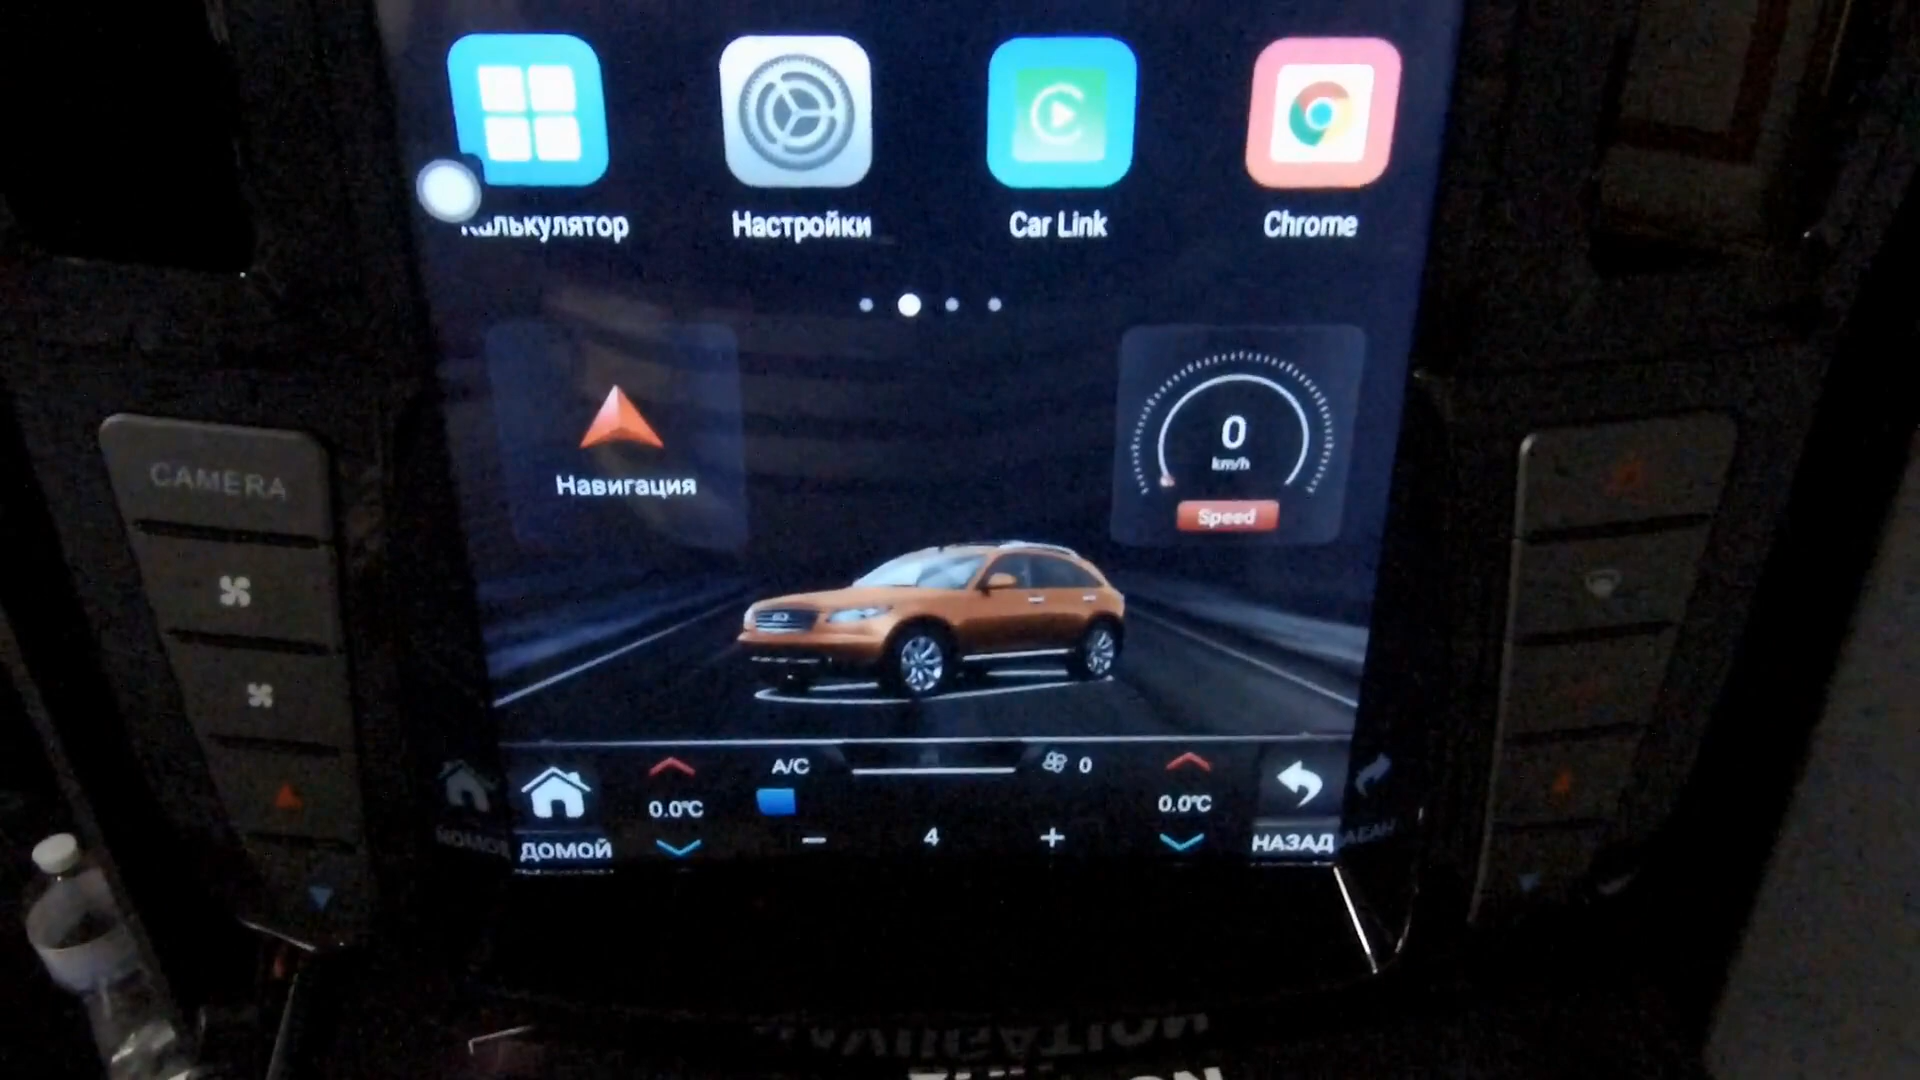 Калькулятор Настройки Car Link Chrome
CAMERA
0
km/h
Speed
Навигация
A/C 0
0.0°C 0.0°C
– 4 +
ДОМОЙ НАЗАД